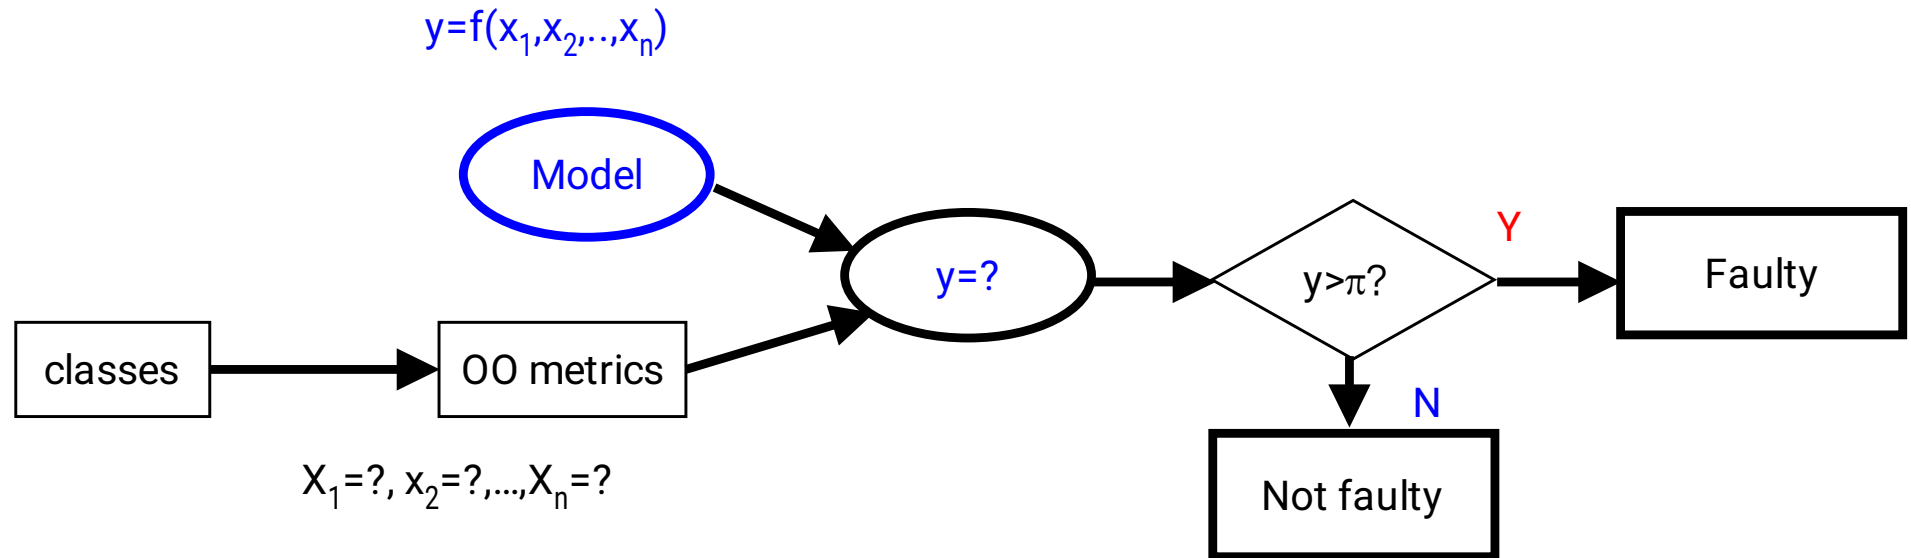 y=f(x₁,x₂,..,xₙ)
Model
y=?
y>π?
Y
Faulty
classes
OO metrics
N
X₁=?, x₂=?,...,Xₙ=?
Not faulty